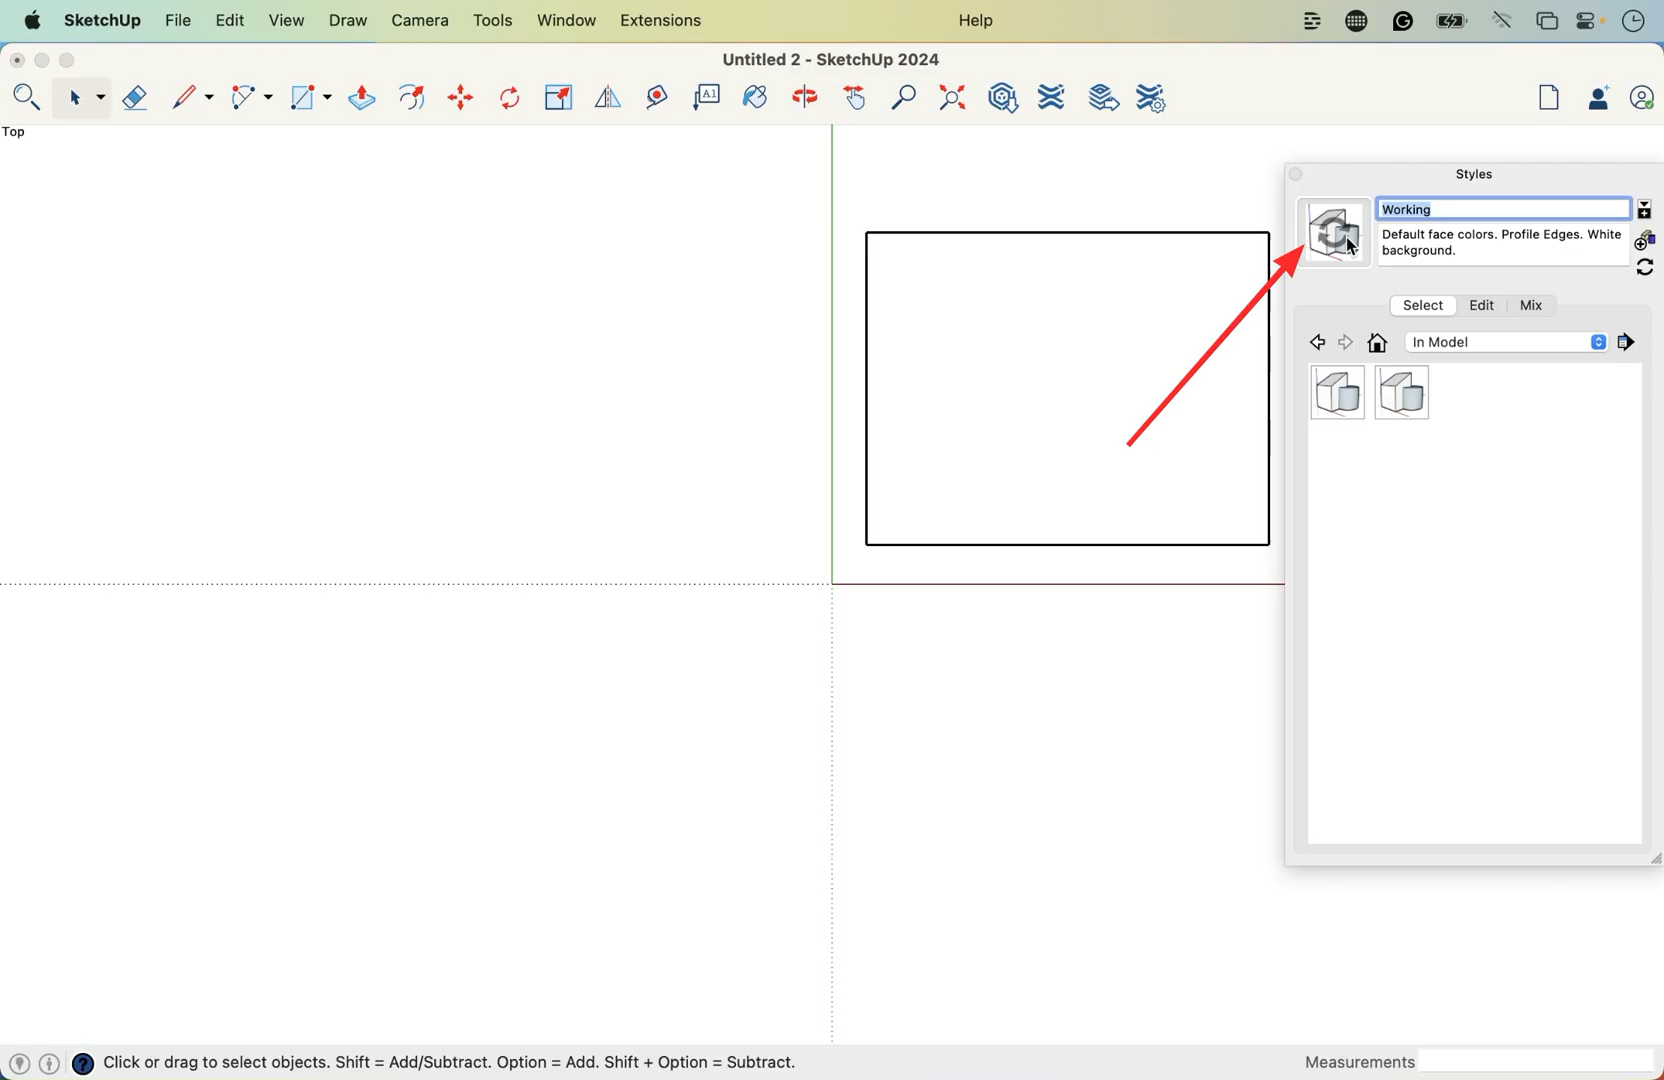 SketchUp File Edit View Draw Camera Tools Window Extensions Help
Untitled 2 - SketchUp 2024
A1
Top
Styles
Working
Default face colors. Profile Edges. White
background.
Select Edit Mix
In Model
Click or drag to select objects. Shift = Add/Subtract. Option = Add. Shift + Option = Subtract.
Measurements